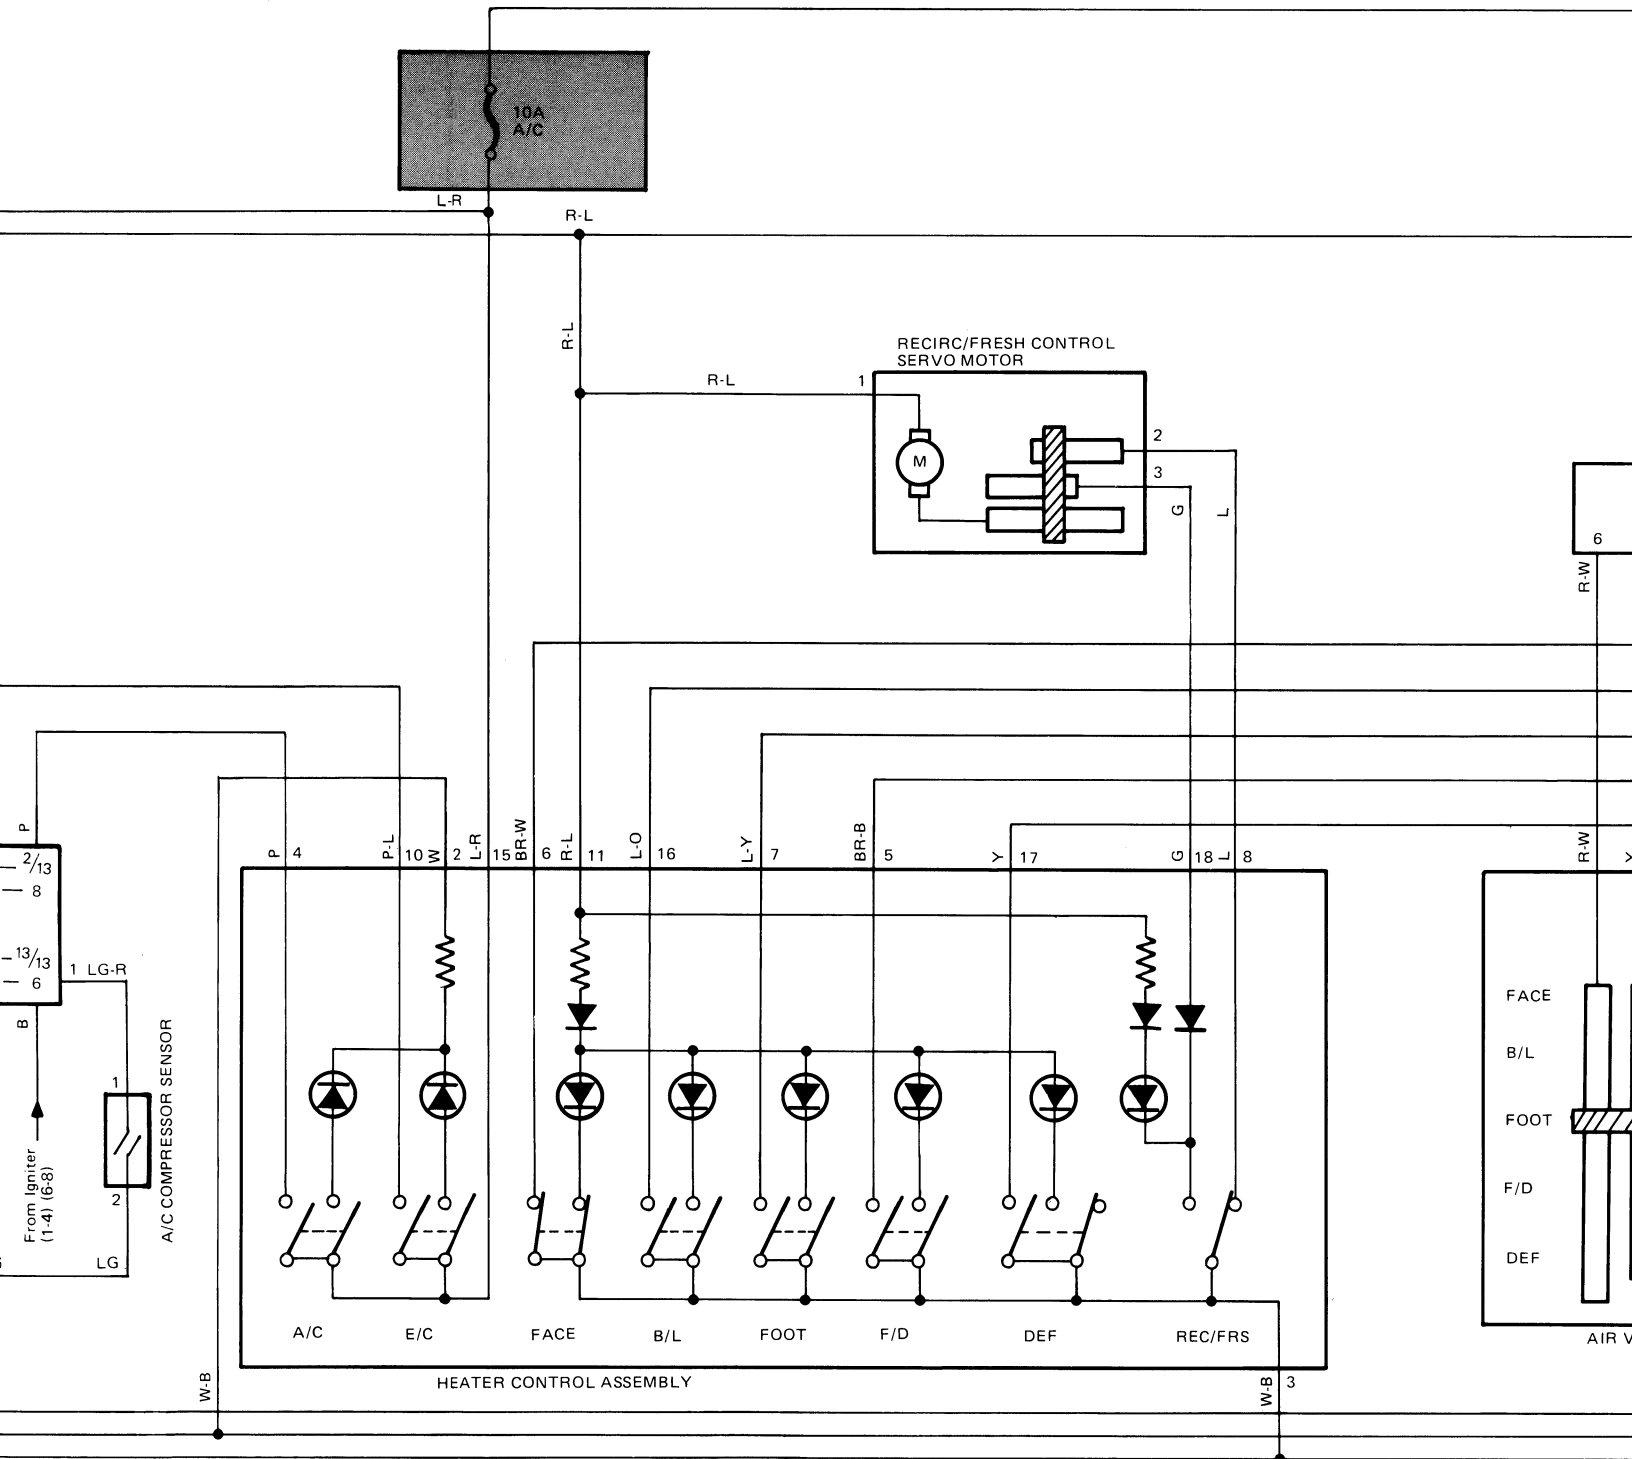 10A
A/C
L-R
R-L
R-L
RECIRC/FRESH CONTROL
SERVO MOTOR
R-L
1
M
2
3
G
L
6
R-W
P
2/13
8
13/13
6
1 LG-R
B
From Igniter
(1-4) (6-8)
1
2
LG
A/C COMPRESSOR SENSOR
P 4
P-L 10
W 2
L-R 15
BR-W 6
R-L 11
L-O 16
L-Y 7
BR-B 5
Y 17
G 18
L 8
R-W
A/C
E/C
FACE
B/L
FOOT
F/D
DEF
REC/FRS
HEATER CONTROL ASSEMBLY
W-B
W-B 3
FACE
B/L
FOOT
F/D
DEF
AIR